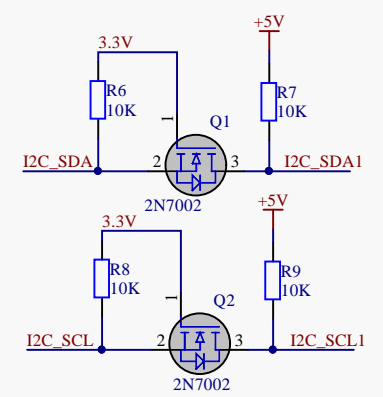 +5V
3.3V
R6
10K
R7
10K
1
Q1
I2C_SDA
2
3
I2C_SDA1
2N7002
+5V
3.3V
R8
10K
R9
10K
1
Q2
I2C_SCL
2
3
I2C_SCL1
2N7002